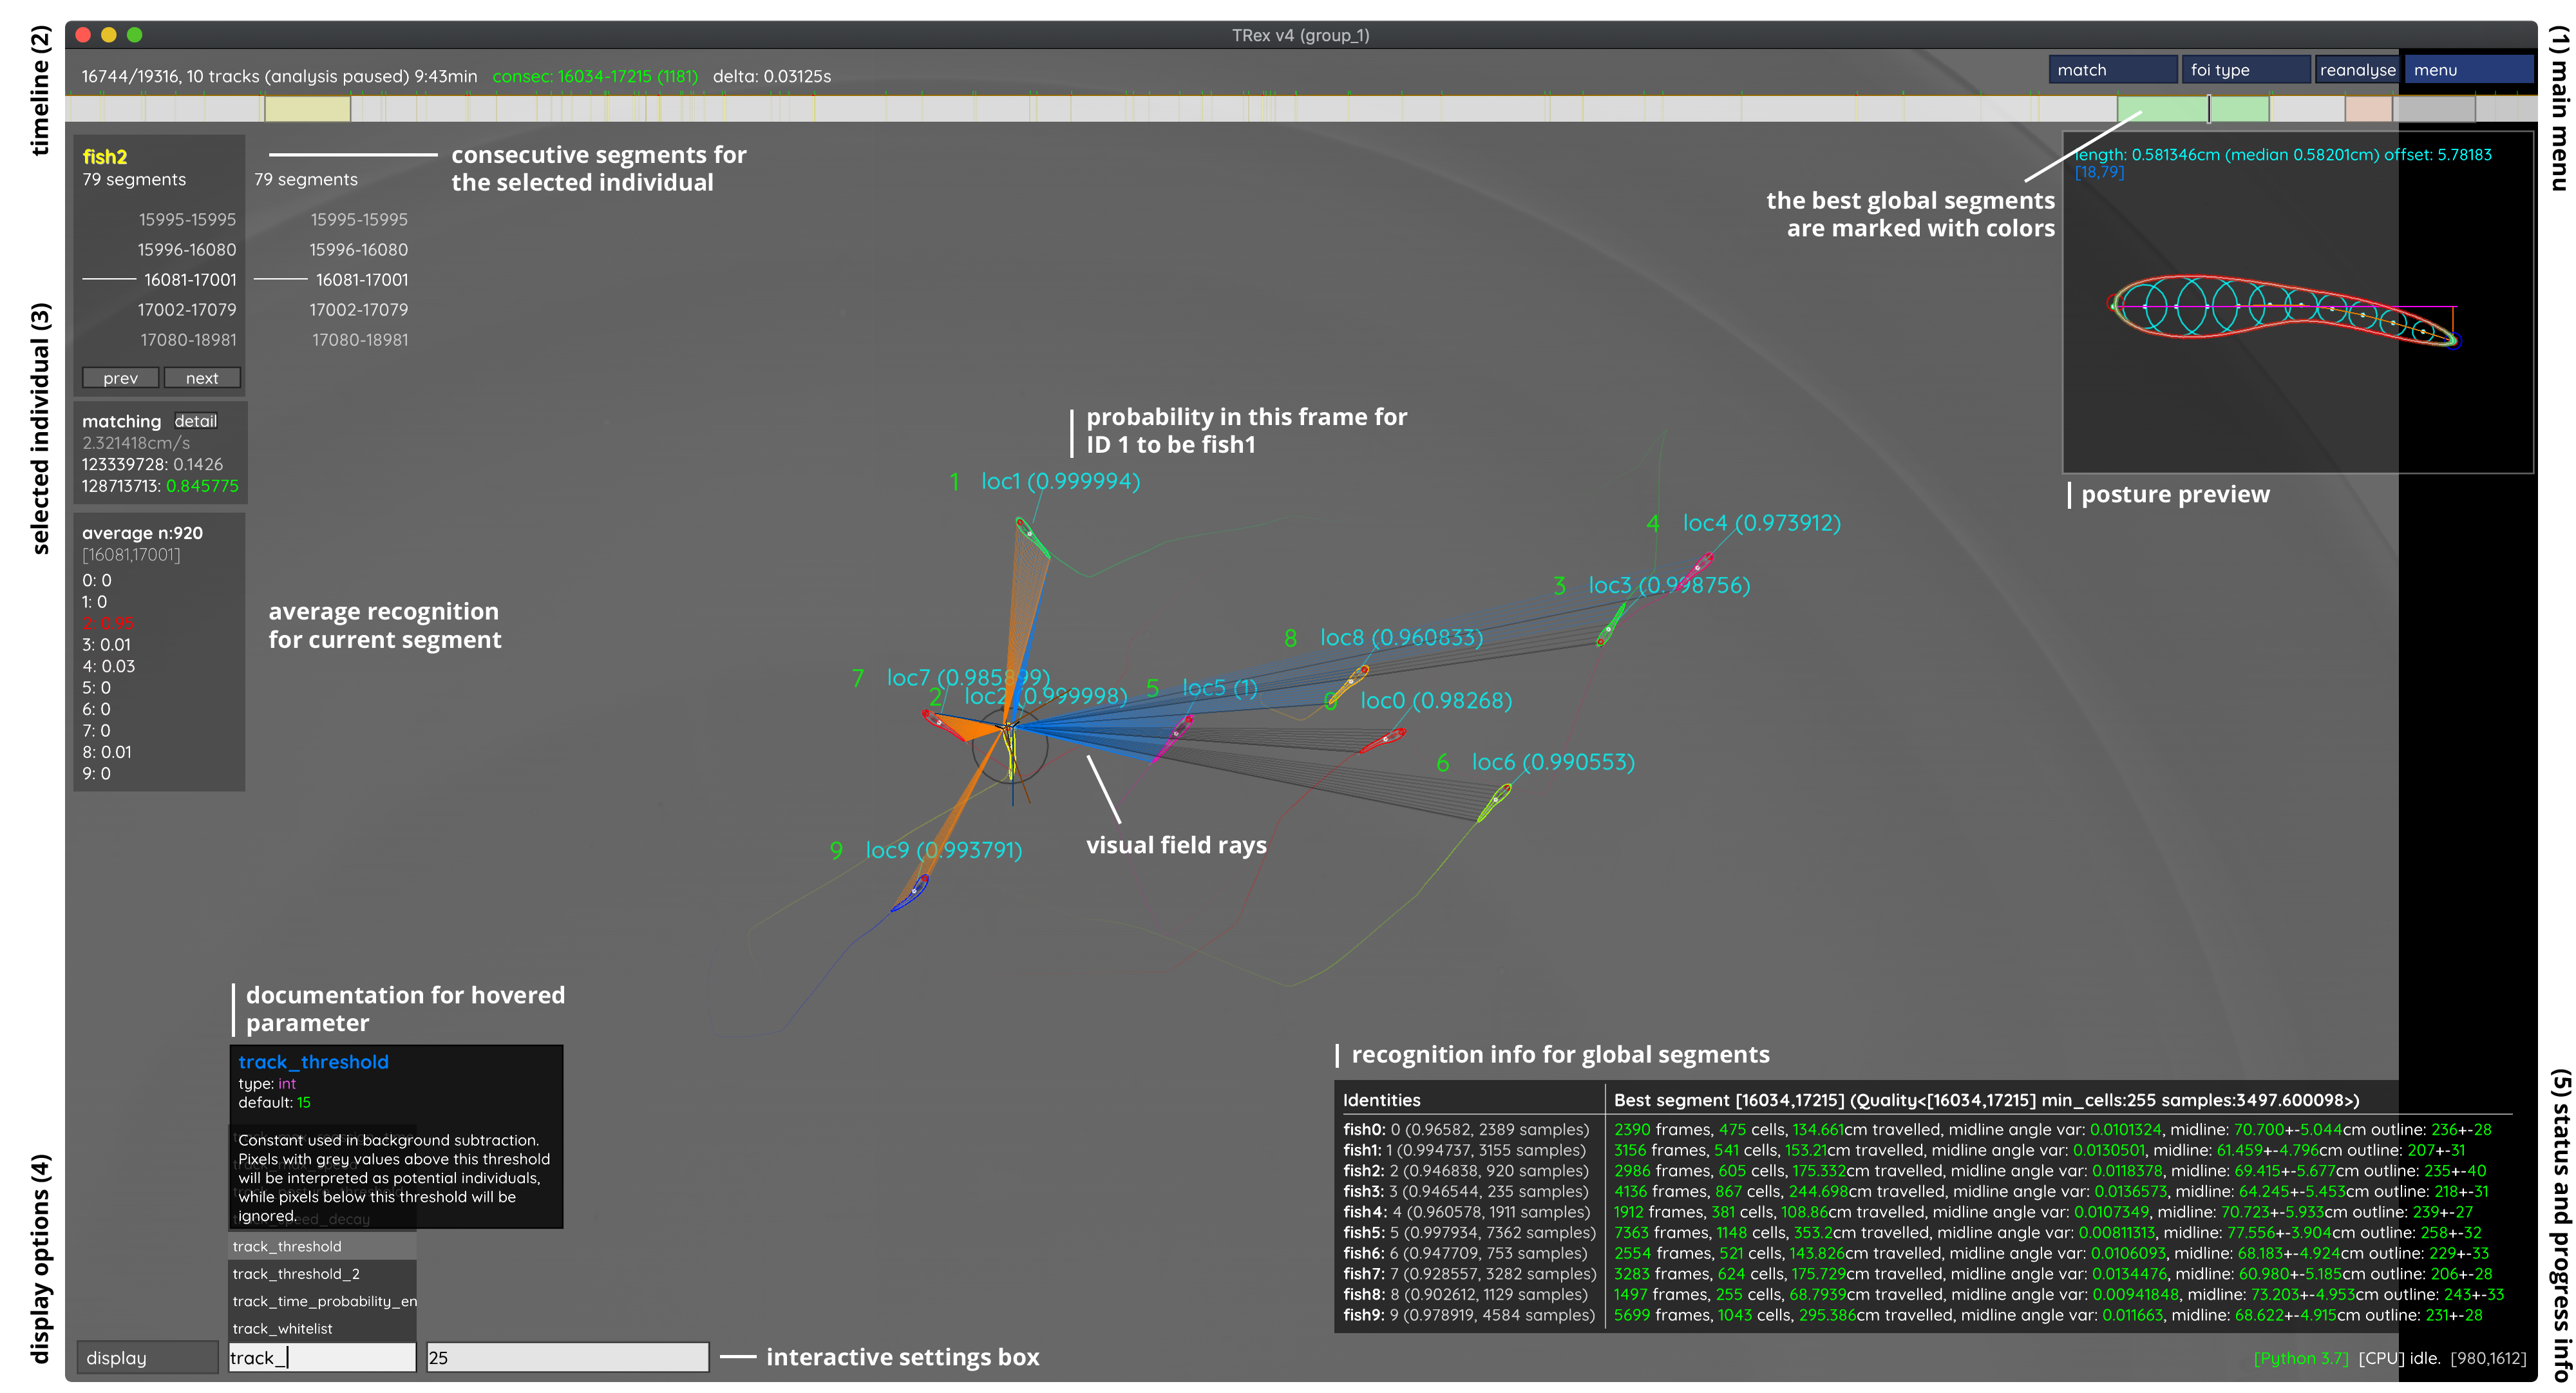 TRex v4 (group_1)
timeline (2)
(1) main menu
16744/19316, 10 tracks (analysis paused) 9:43min consec: 16034-17215 (1181) delta: 0.03125s
match
foi type
reanalyse
menu
fish2
79 segments
79 segments
15995-15995
15996-16080
16081-17001
17002-17079
17080-18981
15995-15995
15996-16080
16081-17001
17002-17079
17080-18981
prev
next
consecutive segments for
the selected individual
length: 0.581346cm (median 0.58201cm) offset: 5.78183
[18,79]
the best global segments
are marked with colors
posture preview
selected individual (3)
matching detail
2.321418cm/s
123339728: 0.1426
128713713: 0.845775
average n:920
[16081,17001]
0: 0
1: 0
2: 0.95
3: 0.01
4: 0.03
5: 0
6: 0
7: 0
8: 0.01
9: 0
average recognition
for current segment
probability in this frame for
ID 1 to be fish1
1 loc1 (0.999994)
4 loc4 (0.973912)
3 loc3 (0.998756)
8 loc8 (0.960833)
7 loc7 (0.985899)
2 loc2 (0.999998)
5 loc5 (1)
0 loc0 (0.98268)
6 loc6 (0.990553)
9 loc9 (0.993791)
visual field rays
documentation for hovered
parameter
track_threshold
type: int
default: 15
Constant used in background subtraction.
Pixels with grey values above this threshold
will be interpreted as potential individuals,
while pixels below this threshold will be
ignored.
track_threshold
track_threshold_2
track_time_probability_en
track_whitelist
display options (4)
display
track_
25
interactive settings box
recognition info for global segments
Identities
Best segment [16034,17215] (Quality<[16034,17215] min_cells:255 samples:3497.600098>)
fish0: 0 (0.96582, 2389 samples) 2390 frames, 475 cells, 134.661cm travelled, midline angle var: 0.0101324, midline: 70.700+-5.044cm outline: 236+-28
fish1: 1 (0.994737, 3155 samples) 3156 frames, 541 cells, 153.21cm travelled, midline angle var: 0.0130501, midline: 61.459+-4.796cm outline: 207+-31
fish2: 2 (0.946838, 920 samples) 2986 frames, 605 cells, 175.332cm travelled, midline angle var: 0.0118378, midline: 69.415+-5.677cm outline: 235+-40
fish3: 3 (0.946544, 235 samples) 4136 frames, 867 cells, 244.698cm travelled, midline angle var: 0.0136573, midline: 64.245+-5.453cm outline: 218+-31
fish4: 4 (0.960578, 1911 samples) 1912 frames, 381 cells, 108.86cm travelled, midline angle var: 0.0107349, midline: 70.723+-5.933cm outline: 239+-27
fish5: 5 (0.997934, 7362 samples) 7363 frames, 1148 cells, 353.2cm travelled, midline angle var: 0.00811313, midline: 77.556+-3.904cm outline: 258+-32
fish6: 6 (0.947709, 753 samples) 2554 frames, 521 cells, 143.826cm travelled, midline angle var: 0.0106093, midline: 68.183+-4.924cm outline: 229+-33
fish7: 7 (0.928557, 3282 samples) 3283 frames, 624 cells, 175.729cm travelled, midline angle var: 0.0134476, midline: 60.980+-5.185cm outline: 206+-28
fish8: 8 (0.902612, 1129 samples) 1497 frames, 255 cells, 68.7939cm travelled, midline angle var: 0.00941848, midline: 73.203+-4.953cm outline: 243+-33
fish9: 9 (0.978919, 4584 samples) 5699 frames, 1043 cells, 295.386cm travelled, midline angle var: 0.011663, midline: 68.622+-4.915cm outline: 231+-28
[Python 3.7] [CPU] idle. [980,1612]
(5) status and progress info